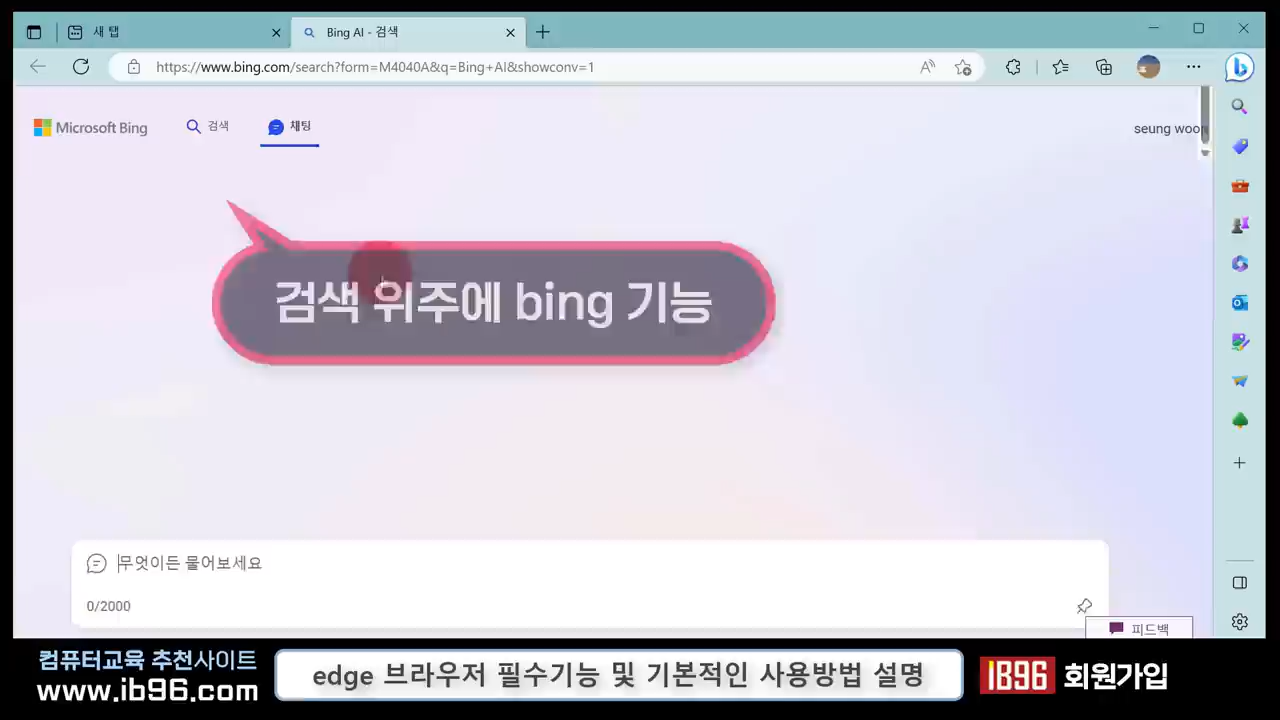 새 탭
Bing AI - 검색
https://www.bing.com/search?form=M4040A&q=Bing+AI&showconv=1
Microsoft Bing
검색
채팅
seung woon
검색 위주에 bing 기능
무엇이든 물어보세요
0/2000
피드백
컴퓨터교육 추천사이트
www.ib96.com
edge 브라우저 필수기능 및 기본적인 사용방법 설명
IB96 회원가입